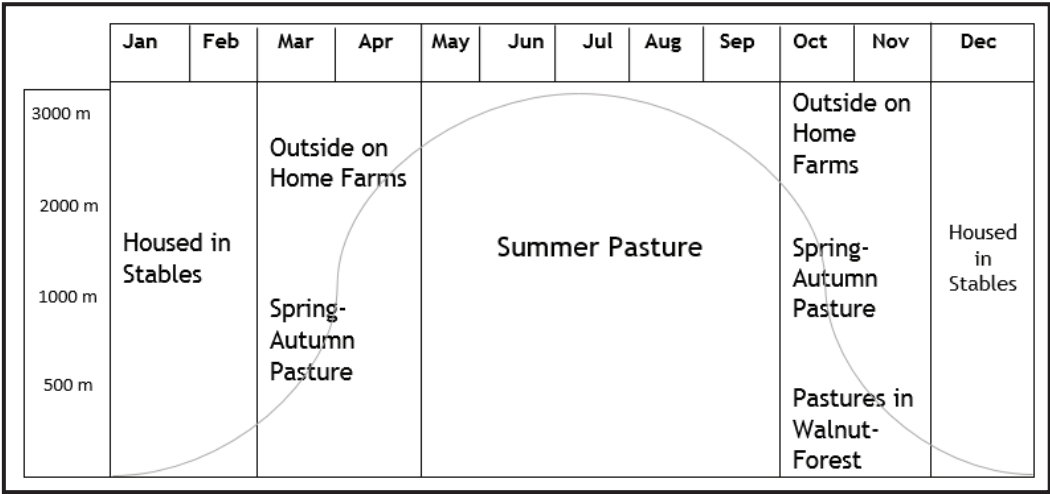 Jan Feb Mar Apr May Jun Jul Aug Sep Oct Nov Dec
3000 m
2000 m
1000 m
500 m
Housed in
Stables
Outside on
Home Farms
Spring-
Autumn
Pasture
Summer Pasture
Outside on
Home
Farms
Spring-
Autumn
Pasture
Pastures in
Walnut-
Forest
Housed
in
Stables